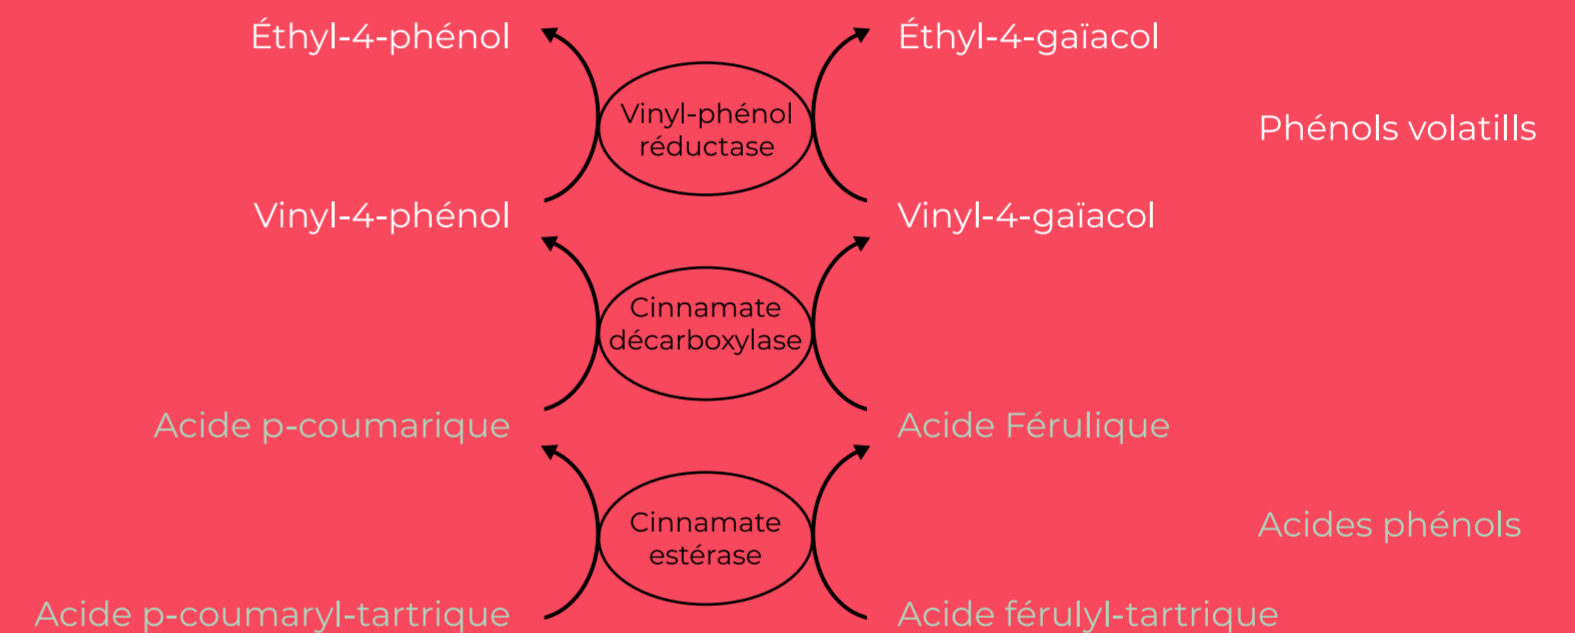 Éthyl-4-phénol
Éthyl-4-gaïacol
Vinyl-phénol
réductase
Phénols volatills
Vinyl-4-phénol
Vinyl-4-gaïacol
Cinnamate
décarboxylase
Acide p-coumarique
Acide Férulique
Cinnamate
estérase
Acides phénols
Acide p-coumaryl-tartrique
Acide férulyl-tartrique